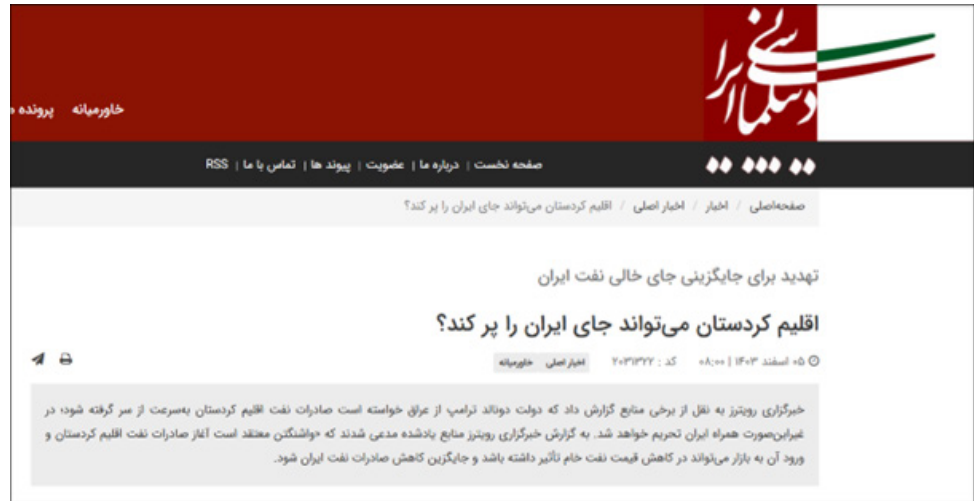 دیپلماسی ایرانی
خاورمیانه پرونده
صفحه نخست | درباره ما | عضویت | پیوند ها | تماس با ما | RSS
صفحه‌اصلی / اخبار / اخبار اصلی / اقلیم کردستان می‌تواند جای ایران را پر کند؟
تهدید برای جایگزینی جای خالی نفت ایران
اقلیم کردستان می‌تواند جای ایران را پر کند؟
۰۵ اسفند ۱۴۰۳ | ۰۸:۰۰ کد : ۲۰۳۱۳۲۲ اخبار اصلی خاورمیانه
خبرگزاری رویترز به نقل از برخی منابع گزارش داد که دولت دونالد ترامپ از عراق خواسته است صادرات نفت اقلیم کردستان به‌سرعت از سر گرفته شود؛ در
غیراین‌صورت همراه ایران تحریم خواهد شد. به گزارش خبرگزاری رویترز منابع یادشده مدعی شدند که «واشنگتن معتقد است آغاز صادرات نفت اقلیم کردستان و
ورود آن به بازار می‌تواند در کاهش قیمت نفت خام تأثیر داشته باشد و جایگزین کاهش صادرات نفت ایران شود.